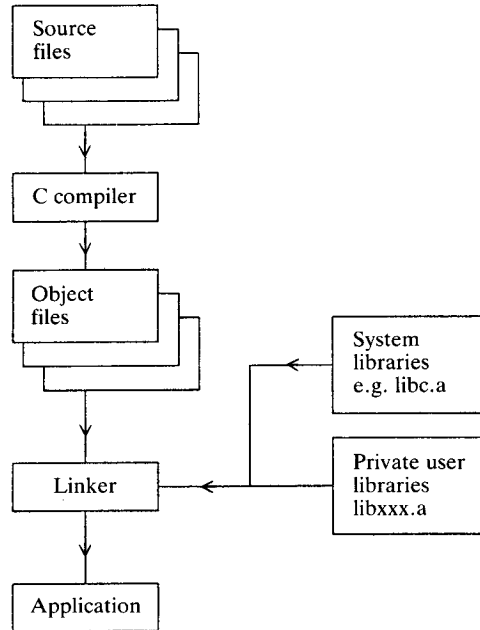 Source
files
C compiler
Object
files
System
libraries
e.g. libc.a
Private user
libraries
libxxx.a
Linker
Application